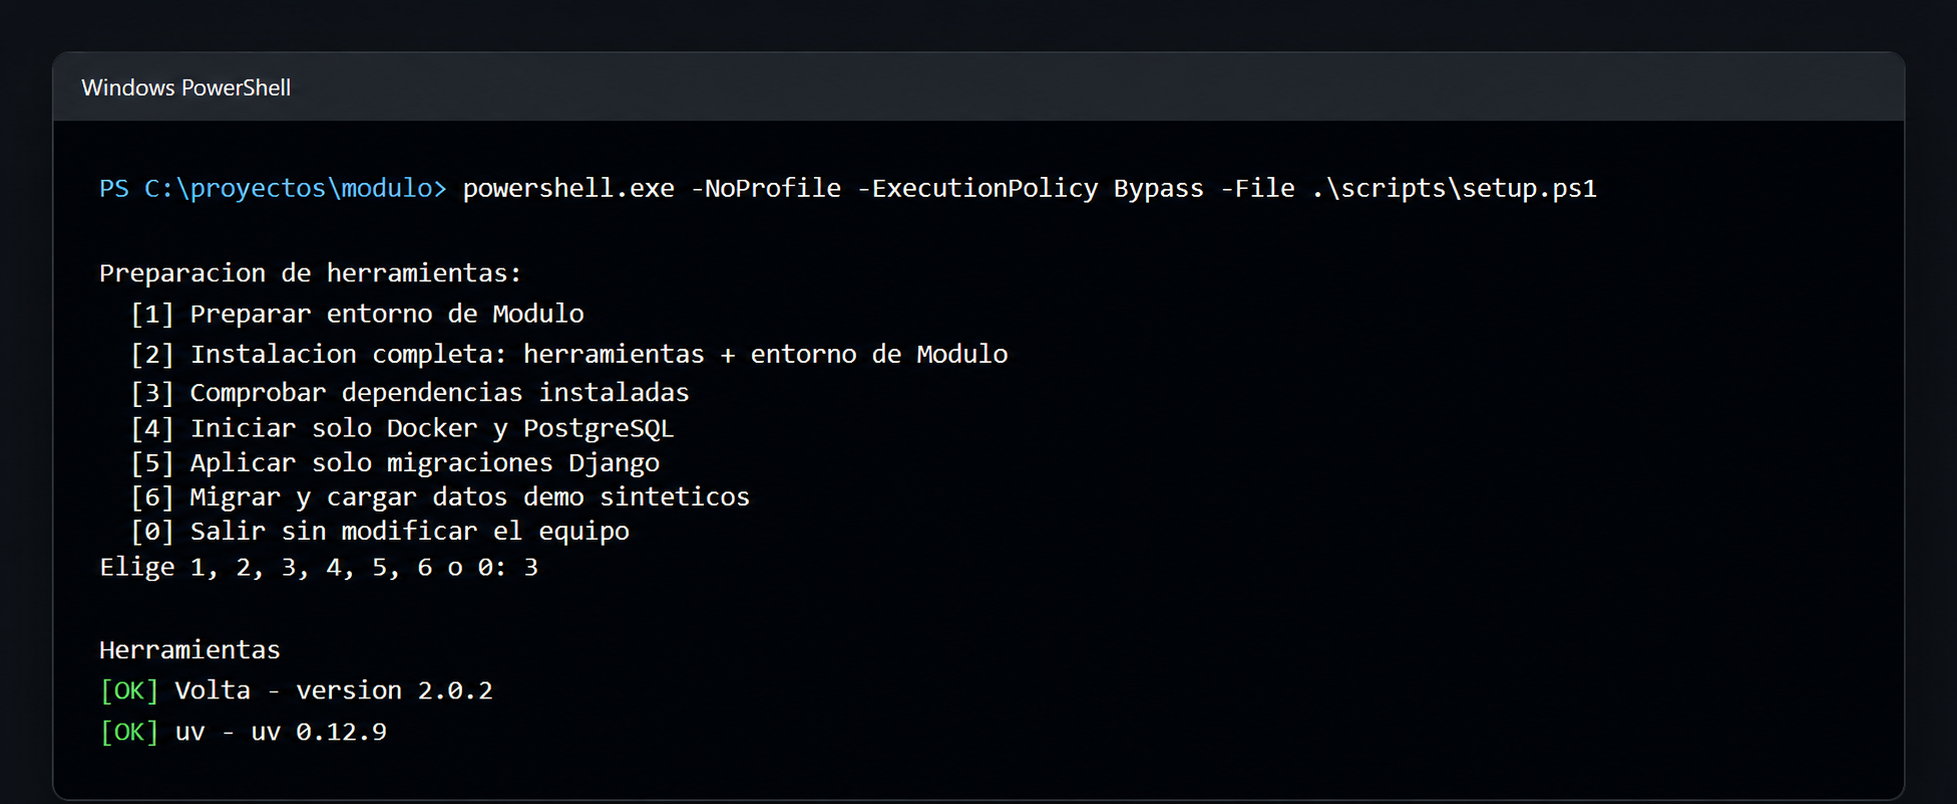 Windows PowerShell
PS C:\proyectos\modulo> powershell.exe -NoProfile -ExecutionPolicy Bypass -File .\scripts\setup.ps1
Preparacion de herramientas:
[1] Preparar entorno de Modulo
[2] Instalacion completa: herramientas + entorno de Modulo
[3] Comprobar dependencias instaladas
[4] Iniciar solo Docker y PostgreSQL
[5] Aplicar solo migraciones Django
[6] Migrar y cargar datos demo sinteticos
[0] Salir sin modificar el equipo
Elige 1, 2, 3, 4, 5, 6 o 0: 3
Herramientas
[OK] Volta - version 2.0.2
[OK] uv - uv 0.12.9